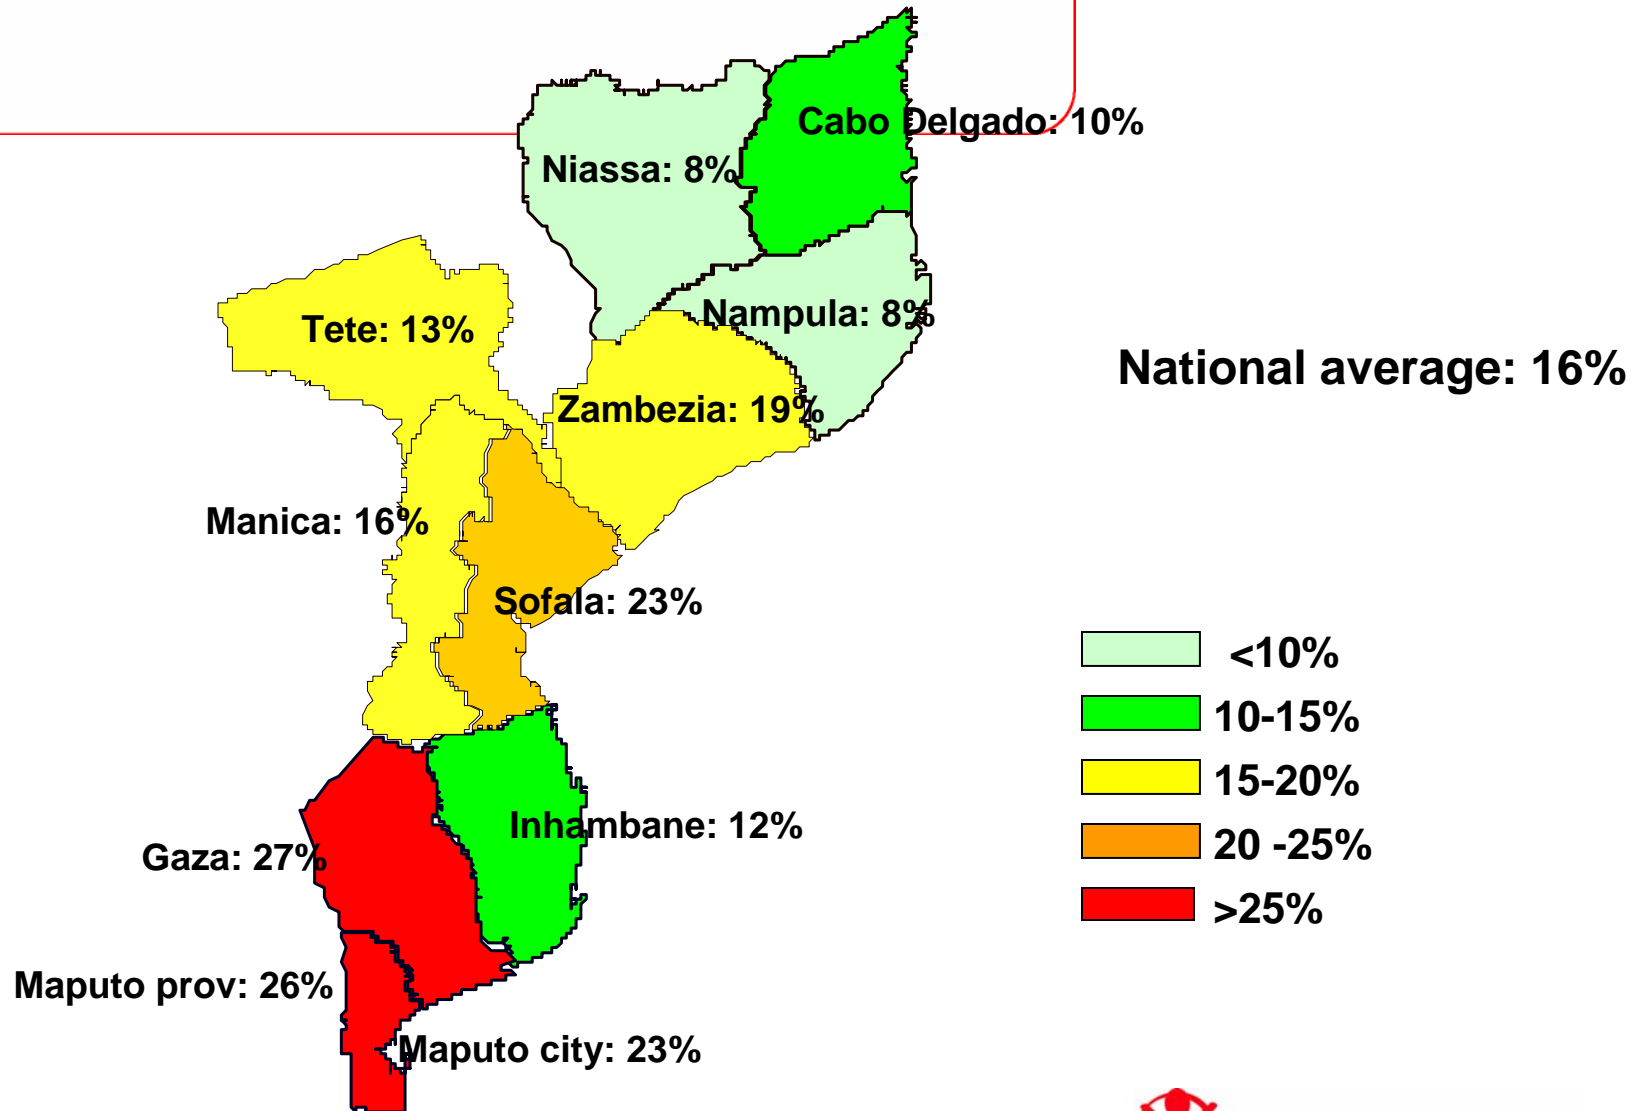 Cabo Delgado: 10%
Niassa: 8%
Nampula: 8%
Tete: 13%
National average: 16%
Zambezia: 19%
Manica: 16%
Sofala: 23%
<10%
10-15%
15-20%
20 -25%
>25%
Inhambane: 12%
Gaza: 27%
Maputo prov: 26%
Maputo city: 23%